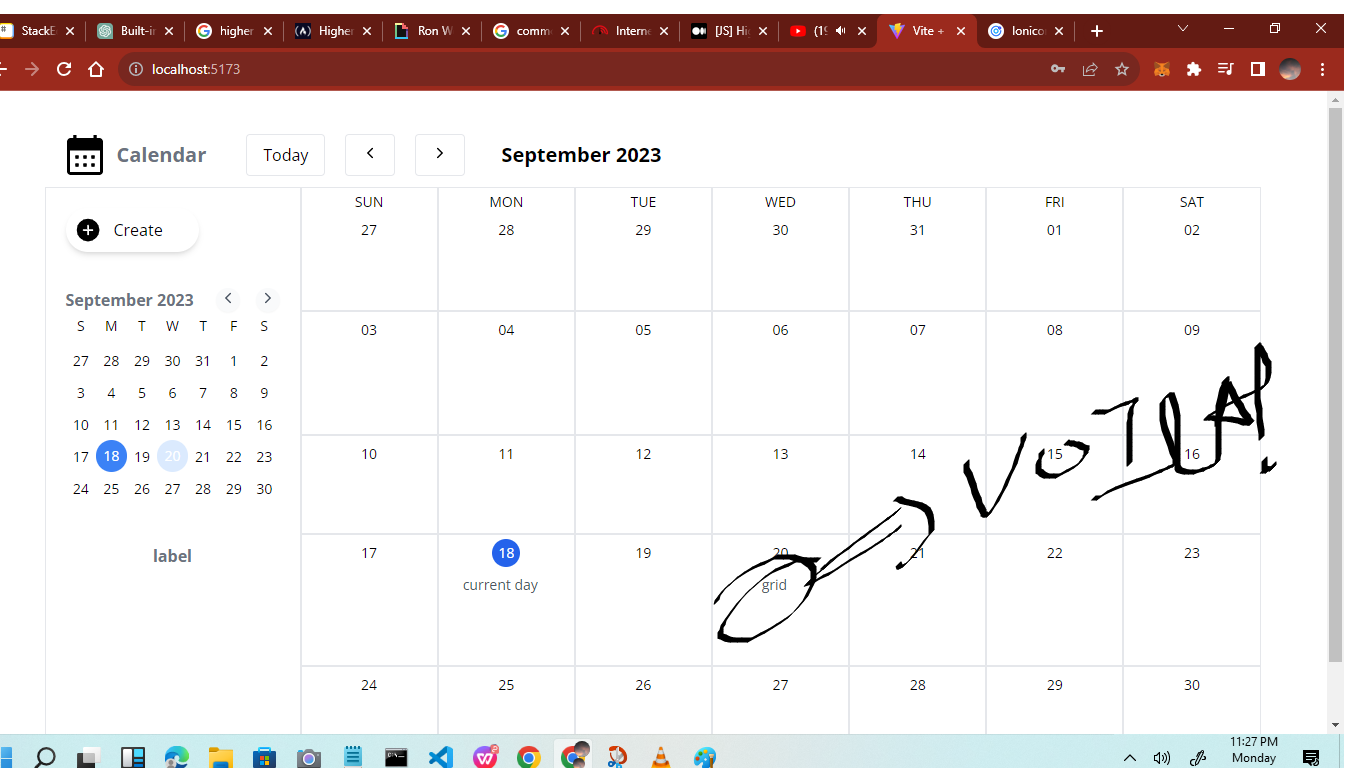 StackE
Built-in
higher
Higher
Ron W
comm
Interne
[JS] Hi
(19
Vite +
Ionico
localhost:5173
Calendar Today September 2023
SUN MON TUE WED THU FRI SAT
27 28 29 30 31 01 02
Create
September 2023
S M T W T F S
27 28 29 30 31 1 2
3 4 5 6 7 8 9
10 11 12 13 14 15 16
17 18 19 20 21 22 23
24 25 26 27 28 29 30
label
03 04 05 06 07 08 09
10 11 12 13 14 15 16
17 18 19 20 21 22 23
current day grid
24 25 26 27 28 29 30
11:27 PM
Monday